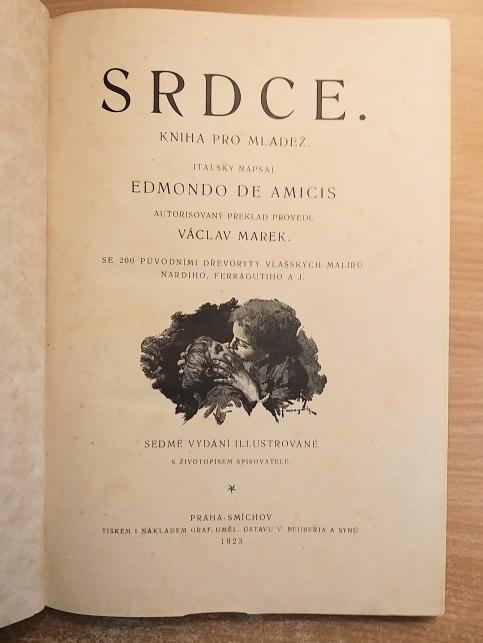 SRDCE.
KNIHA PRO MLÁDEŽ.
ITALSKY NAPSAL
EDMONDO DE AMICIS
AUTORISOVANÝ PŘEKLAD PROVEDL
VÁCLAV MAREK.
SE 200 PŮVODNÍMI DŘEVORYTY VLAŠSKÝCH MALÍŘŮ
NARDIHO, FERRAGUTIHO A J.
SEDMÉ VYDÁNÍ ILLUSTROVANÉ
S ŽIVOTOPISEM SPISOVATELE.
PRAHA-SMÍCHOV
TISKEM I NÁKLADEM GRAF. UMĚL. ÚSTAVU V. NEUBERTA A SYNŮ
1923